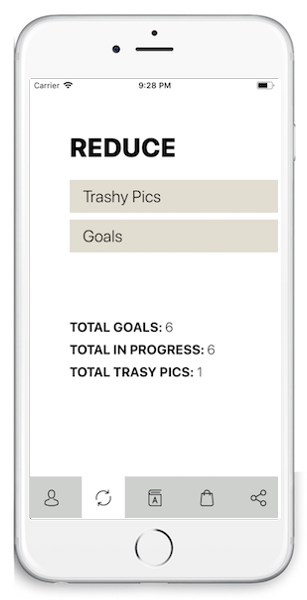 Carrier 9:28 PM
REDUCE
Trashy Pics
Goals
TOTAL GOALS: 6
TOTAL IN PROGRESS: 6
TOTAL TRASY PICS: 1
A